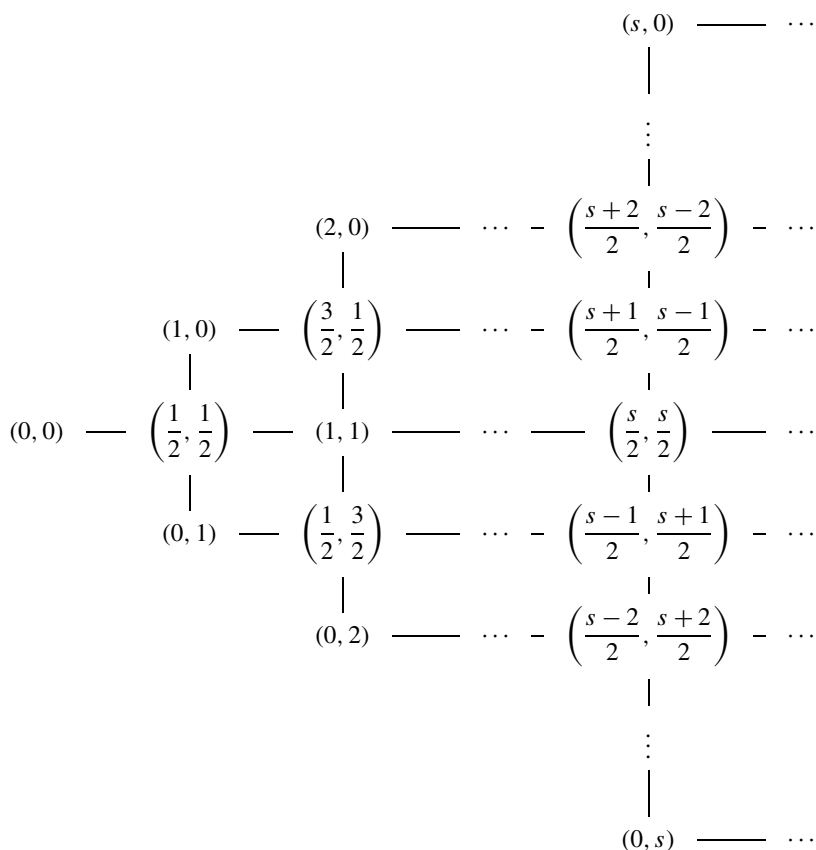 (s, 0) ⋯
⋮
(2, 0) ⋯ ((s + 2)/2, (s − 2)/2) ⋯
(1, 0) (3/2, 1/2) ⋯ ((s + 1)/2, (s − 1)/2) ⋯
(0, 0) (1/2, 1/2) (1, 1) ⋯ (s/2, s/2) ⋯
(0, 1) (1/2, 3/2) ⋯ ((s − 1)/2, (s + 1)/2) ⋯
(0, 2) ⋯ ((s − 2)/2, (s + 2)/2) ⋯
⋮
(0, s) ⋯